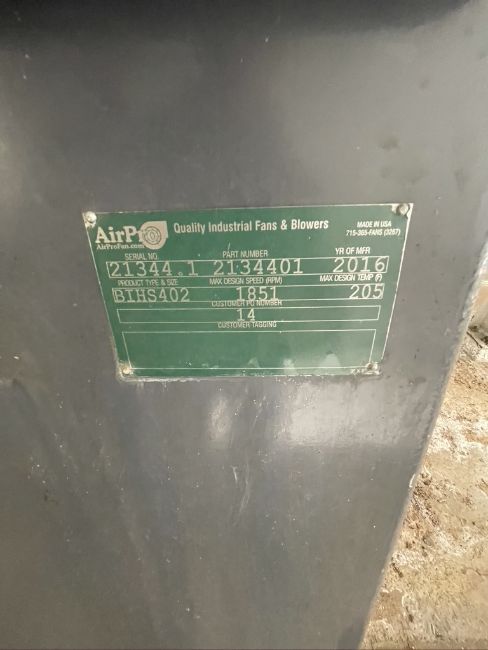 AirPro
AirProFan.com
Quality Industrial Fans & Blowers
MADE IN USA
715-365-FANS (3267)
SERIAL NO. PART NUMBER YR OF MFR
21344.1 2134401 2016
PRODUCT TYPE & SIZE MAX DESIGN SPEED (RPM) MAX DESIGN TEMP (F)
BIHS402 1851 205
CUSTOMER PO NUMBER
14
CUSTOMER TAGGING